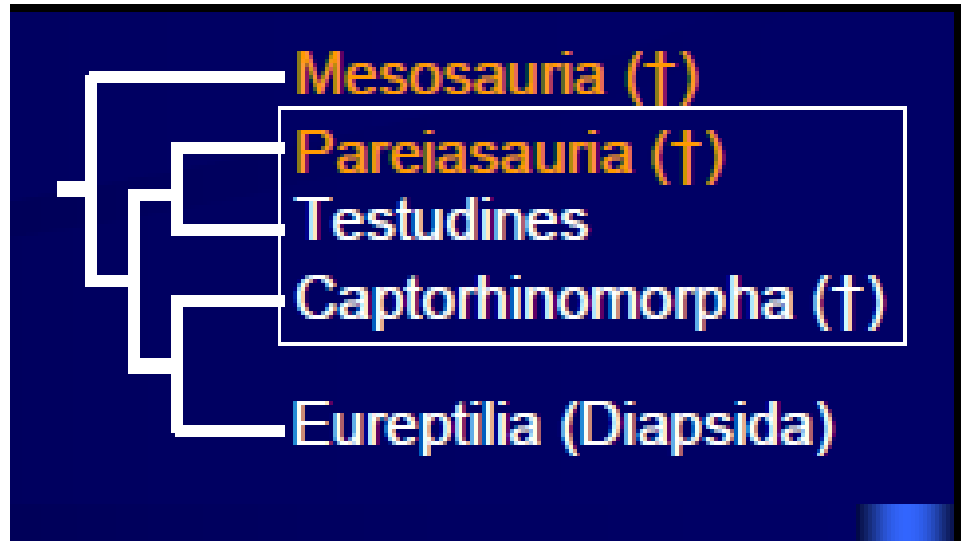 Mesosauria (†)
Pareiasauria (†)
Testudines
Captorhinomorpha (†)
Eureptilia (Diapsida)